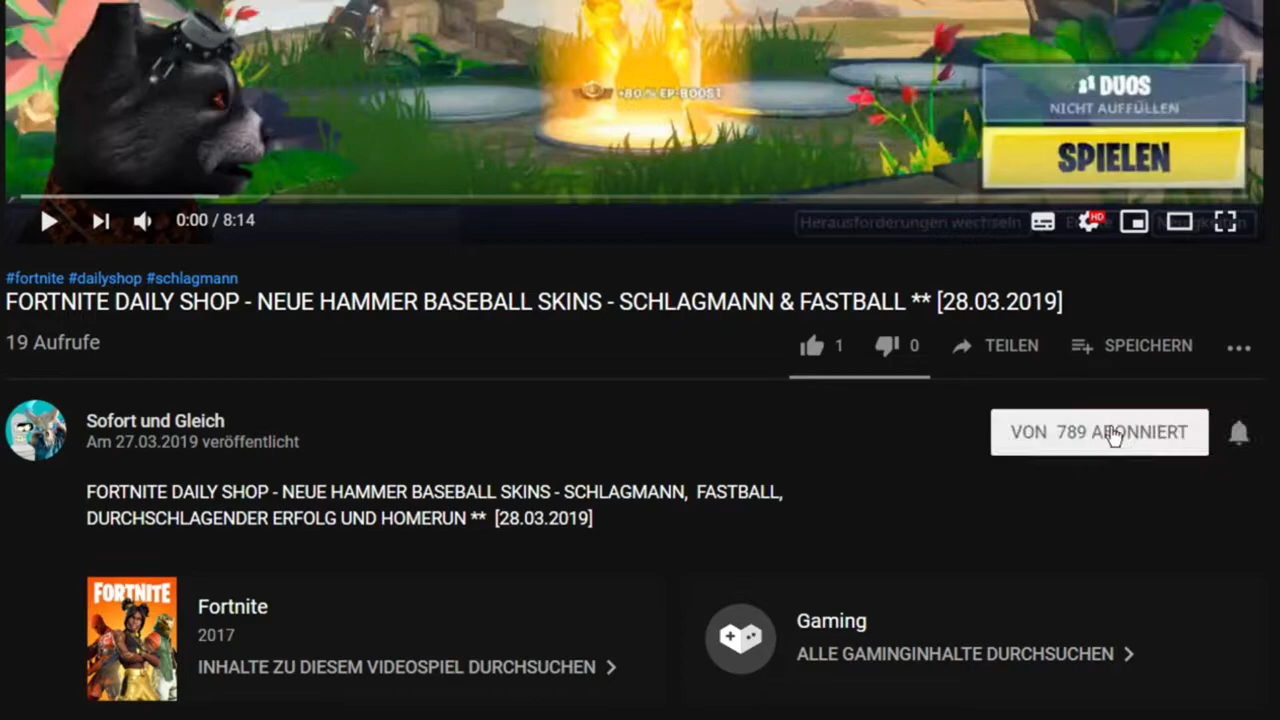 +80 % EP-BOOST
DUOS
NICHT AUFFÜLLEN
SPIELEN
0:00 / 8:14
Herausforderungen wechseln
HD
#fortnite #dailyshop #schlagmann
FORTNITE DAILY SHOP - NEUE HAMMER BASEBALL SKINS - SCHLAGMANN & FASTBALL ** [28.03.2019]
19 Aufrufe
1 0 TEILEN SPEICHERN
Sofort und Gleich
Am 27.03.2019 veröffentlicht
VON 789 ABONNIERT
FORTNITE DAILY SHOP - NEUE HAMMER BASEBALL SKINS - SCHLAGMANN, FASTBALL,
DURCHSCHLAGENDER ERFOLG UND HOMERUN ** [28.03.2019]
FORTNITE
Fortnite
2017
INHALTE ZU DIESEM VIDEOSPIEL DURCHSUCHEN
Gaming
ALLE GAMINGINHALTE DURCHSUCHEN